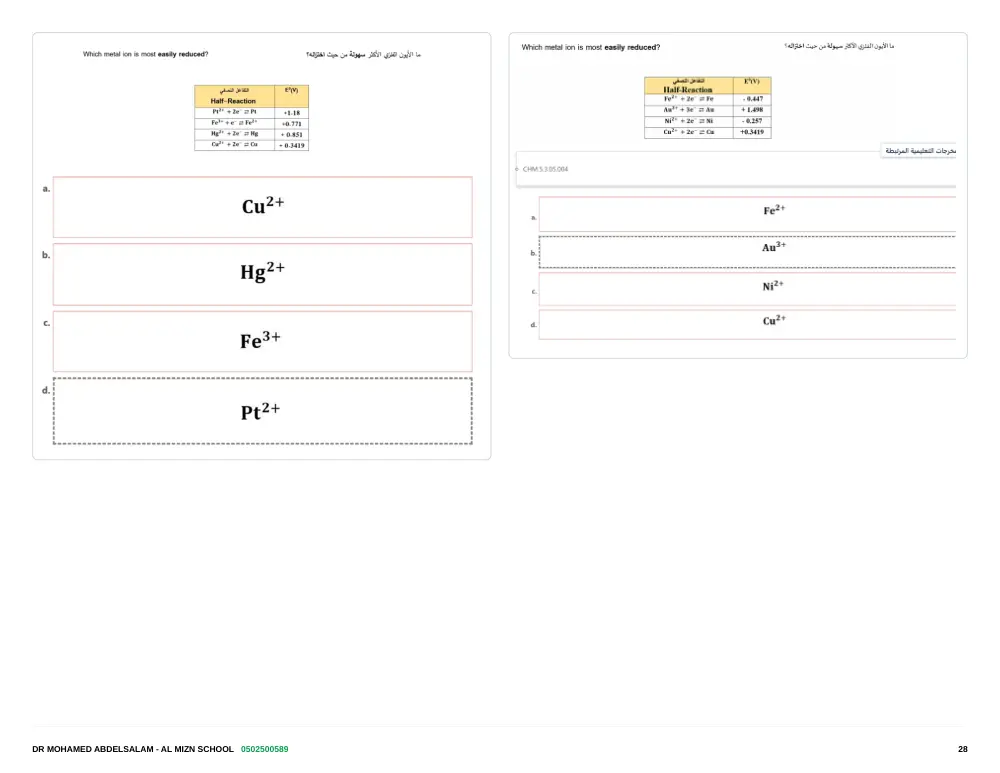 Which metal ion is most easily reduced?
ما الأيون الفلزي الأكثر سهولة من حيث اختزاله؟
التفاعل النصفي
Half-Reaction E⁰(V)
Pt²⁺ + 2e⁻ ⇄ Pt +1.18
Fe³⁺ + e⁻ ⇄ Fe²⁺ +0.771
Hg²⁺ + 2e⁻ ⇄ Hg + 0.851
Cu²⁺ + 2e⁻ ⇄ Cu + 0.3419
a. Cu²⁺
b. Hg²⁺
c. Fe³⁺
d. Pt²⁺
Which metal ion is most easily reduced?
ما الأيون الفلزي الأكثر سهولة من حيث اختزاله؟
التفاعل النصفي
Half-Reaction E⁰(V)
Fe²⁺ + 2e⁻ ⇄ Fe - 0.447
Au³⁺ + 3e⁻ ⇄ Au + 1.498
Ni²⁺ + 2e⁻ ⇄ Ni - 0.257
Cu²⁺ + 2e⁻ ⇄ Cu +0.3419
مخرجات التعليمية المرتبطة
CHM.5.3.05.004
a. Fe²⁺
b. Au³⁺
c. Ni²⁺
d. Cu²⁺
DR MOHAMED ABDELSALAM - AL MIZN SCHOOL 0502500589
28